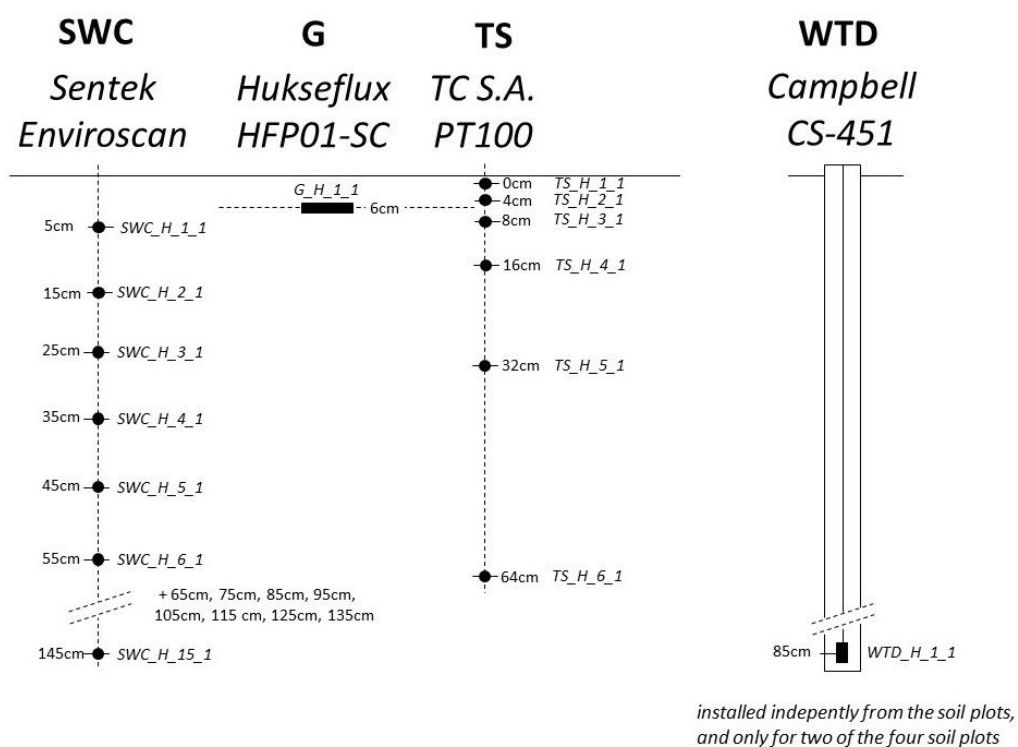 SWC G TS WTD
Sentek Hukseflux TC S.A. Campbell
Enviroscan HFP01-SC PT100 CS-451
0cm TS_H_1_1
G_H_1_1
4cm TS_H_2_1
6cm
8cm TS_H_3_1
5cm SWC_H_1_1
16cm TS_H_4_1
15cm SWC_H_2_1
25cm SWC_H_3_1
32cm TS_H_5_1
35cm SWC_H_4_1
45cm SWC_H_5_1
55cm SWC_H_6_1
64cm TS_H_6_1
+ 65cm, 75cm, 85cm, 95cm,
105cm, 115 cm, 125cm, 135cm
145cm SWC_H_15_1
85cm WTD_H_1_1
installed indepently from the soil plots,
and only for two of the four soil plots